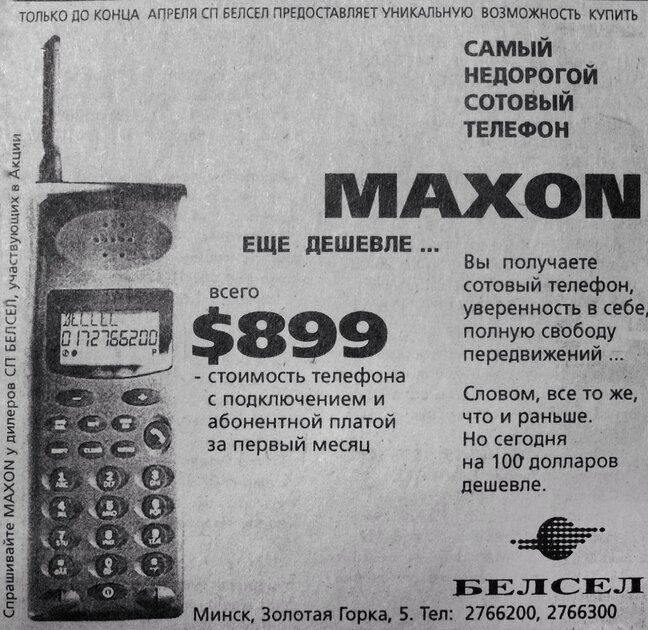 ТОЛЬКО ДО КОНЦА АПРЕЛЯ СП БЕЛСЕЛ ПРЕДОСТАВЛЯЕТ УНИКАЛЬНУЮ ВОЗМОЖНОСТЬ КУПИТЬ
САМЫЙ
НЕДОРОГОЙ
СОТОВЫЙ
ТЕЛЕФОН
MAXON
ЕЩЕ ДЕШЕВЛЕ ...
всего
$899
- стоимость телефона
с подключением и
абонентной платой
за первый месяц
Вы получаете
сотовый телефон,
уверенность в себе,
полную свободу
передвижений ...
Словом, все то же,
что и раньше.
Но сегодня
на 100 долларов
дешевле.
Спрашивайте MAXON у дилеров СП БЕЛСЕЛ, участвующих в Акции
BELCEL
0172766200
БЕЛСЕЛ
Минск, Золотая Горка, 5. Тел: 2766200, 2766300